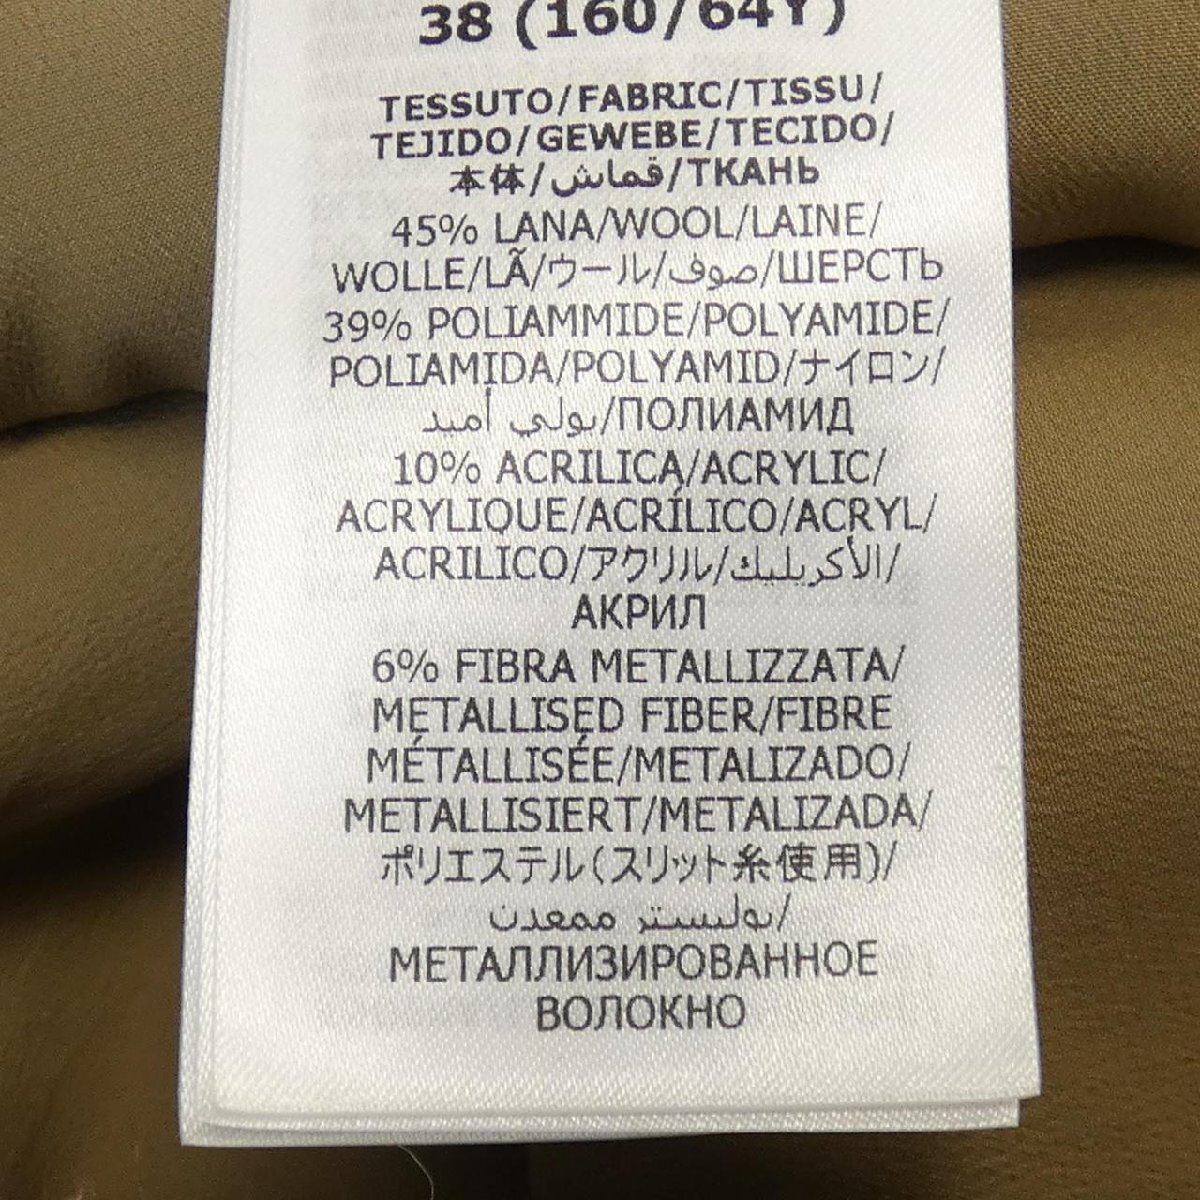 38 (160/64Y)
TESSUTO/FABRIC/TISSU/
TEJIDO/GEWEBE/TECIDO/
本体/قماش/ТКАНЬ
45% LANA/WOOL/LAINE/
WOLLE/LÃ/ウール/صوف/ШЕРСТЬ
39% POLIAMMIDE/POLYAMIDE/
POLIAMIDA/POLYAMID/ナイロン/
بولي أميد/ПОЛИАМИД
10% ACRILICA/ACRYLIC/
ACRYLIQUE/ACRÍLICO/ACRYL/
ACRILICO/アクリル/الأكريليك/
АКРИЛ
6% FIBRA METALLIZZATA/
METALLISED FIBER/FIBRE
MÉTALLISÉE/METALIZADO/
METALLISIERT/METALIZADA/
ポリエステル(スリット糸使用)/
بوليستر ممعدن/
МЕТАЛЛИЗИРОВАННОЕ
ВОЛОКНО